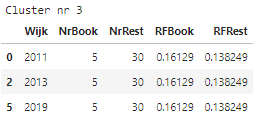 Cluster nr 3
Wijk NrBook NrRest RFBook RFRest
0 2011 5 30 0.16129 0.138249
2 2013 5 30 0.16129 0.138249
5 2019 5 30 0.16129 0.138249